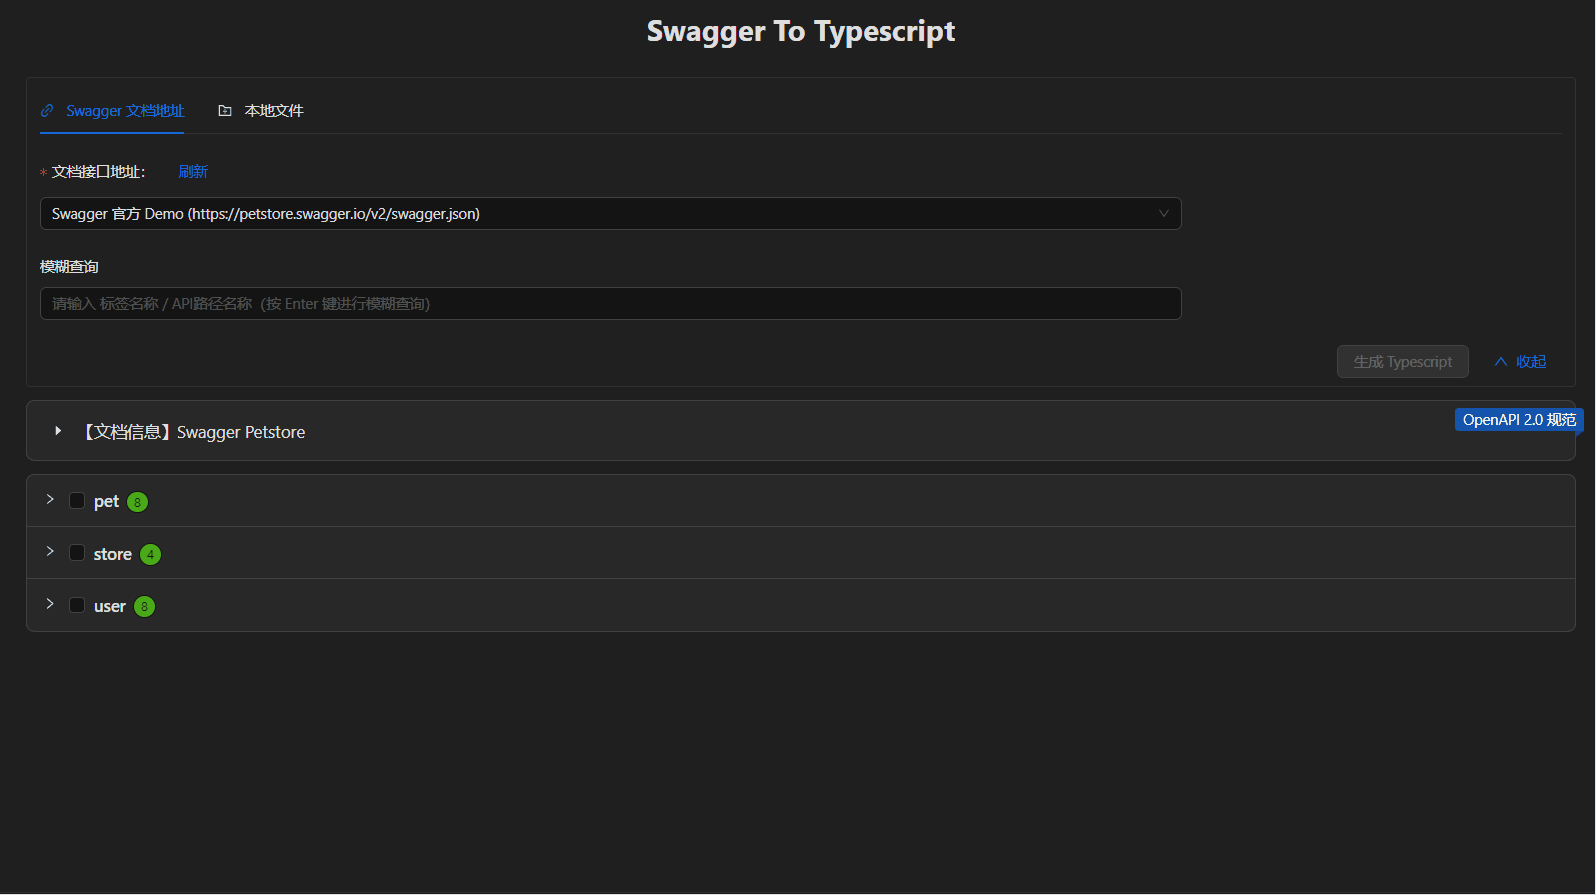 Swagger To Typescript
Swagger 文档地址
本地文件
* 文档接口地址：
刷新
Swagger 官方 Demo (https://petstore.swagger.io/v2/swagger.json)
模糊查询
请输入 标签名称 / API路径名称（按 Enter 键进行模糊查询）
生成 Typescript
收起
【文档信息】Swagger Petstore
OpenAPI 2.0 规范
pet 8
store 4
user 8